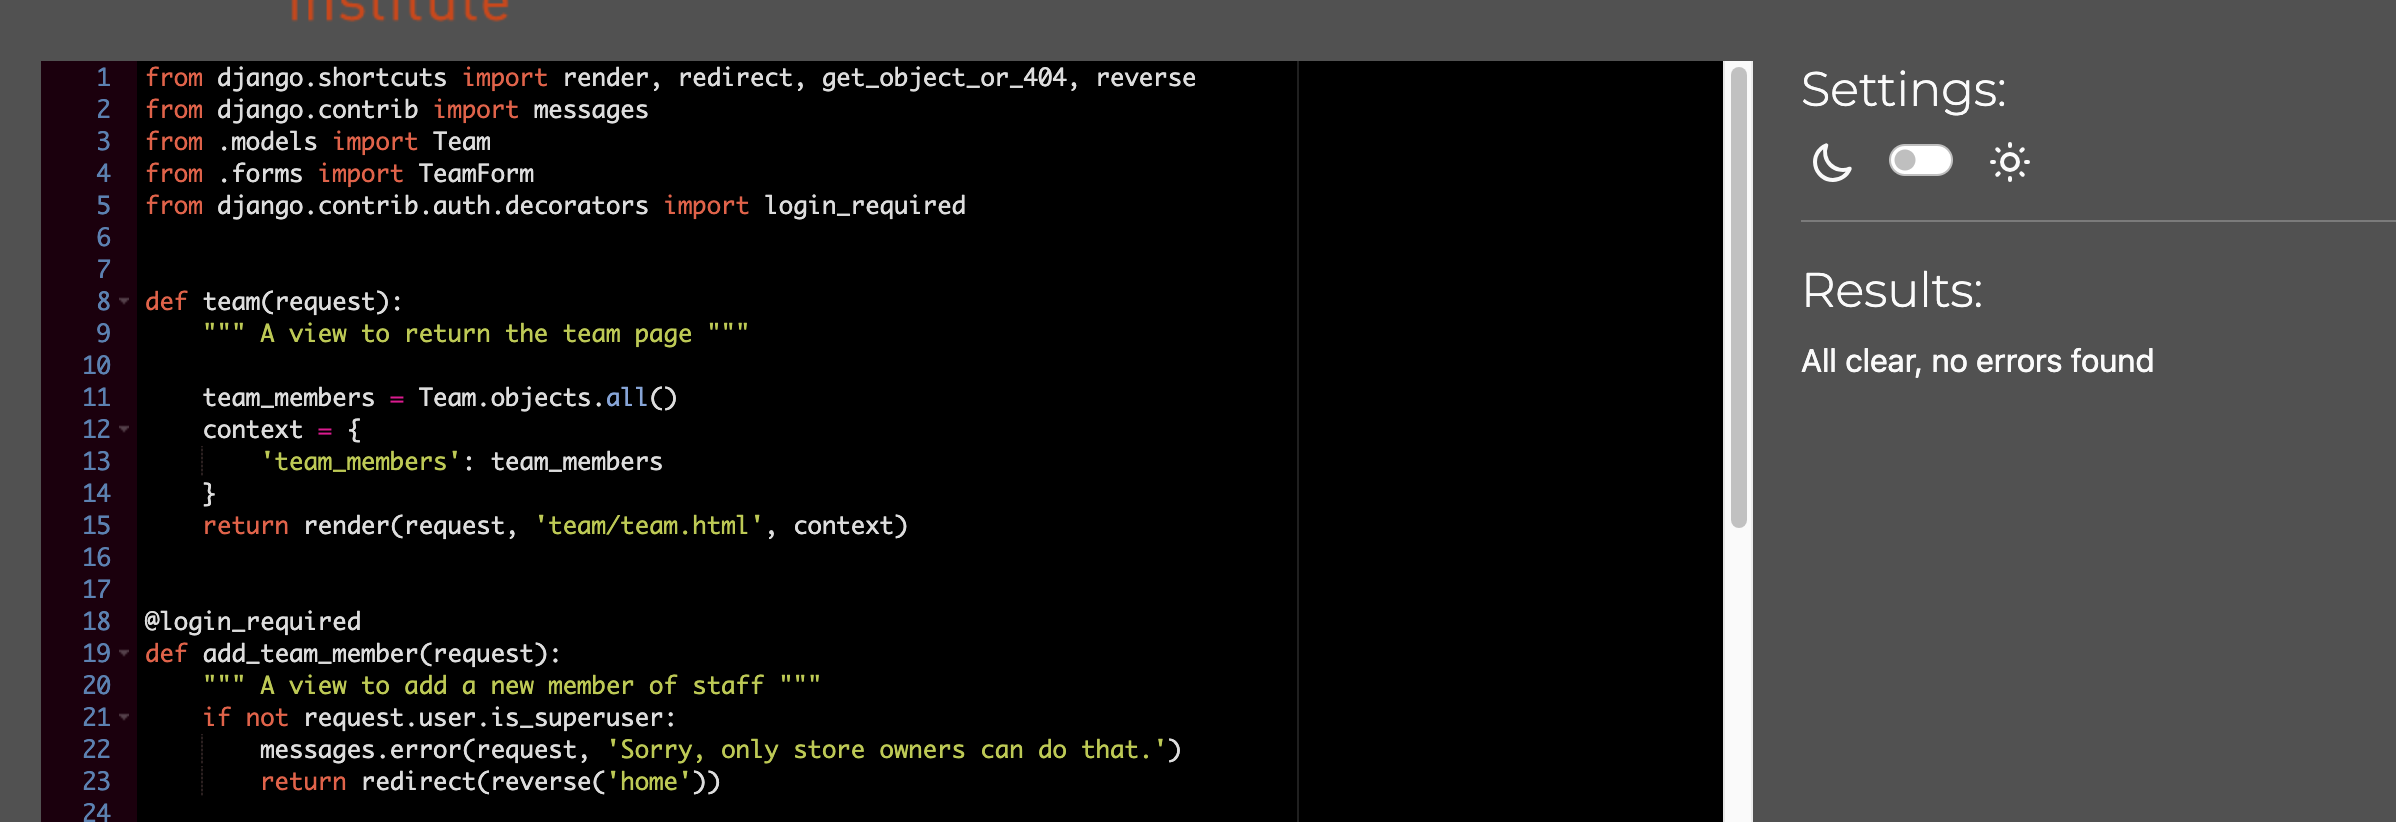 institute
1 from django.shortcuts import render, redirect, get_object_or_404, reverse
2 from django.contrib import messages
3 from .models import Team
4 from .forms import TeamForm
5 from django.contrib.auth.decorators import login_required
6
7
8 def team(request):
9     """ A view to return the team page """
10
11     team_members = Team.objects.all()
12     context = {
13         'team_members': team_members
14     }
15     return render(request, 'team/team.html', context)
16
17
18 @login_required
19 def add_team_member(request):
20     """ A view to add a new member of staff """
21     if not request.user.is_superuser:
22         messages.error(request, 'Sorry, only store owners can do that.')
23         return redirect(reverse('home'))
24
Settings:
Results:
All clear, no errors found